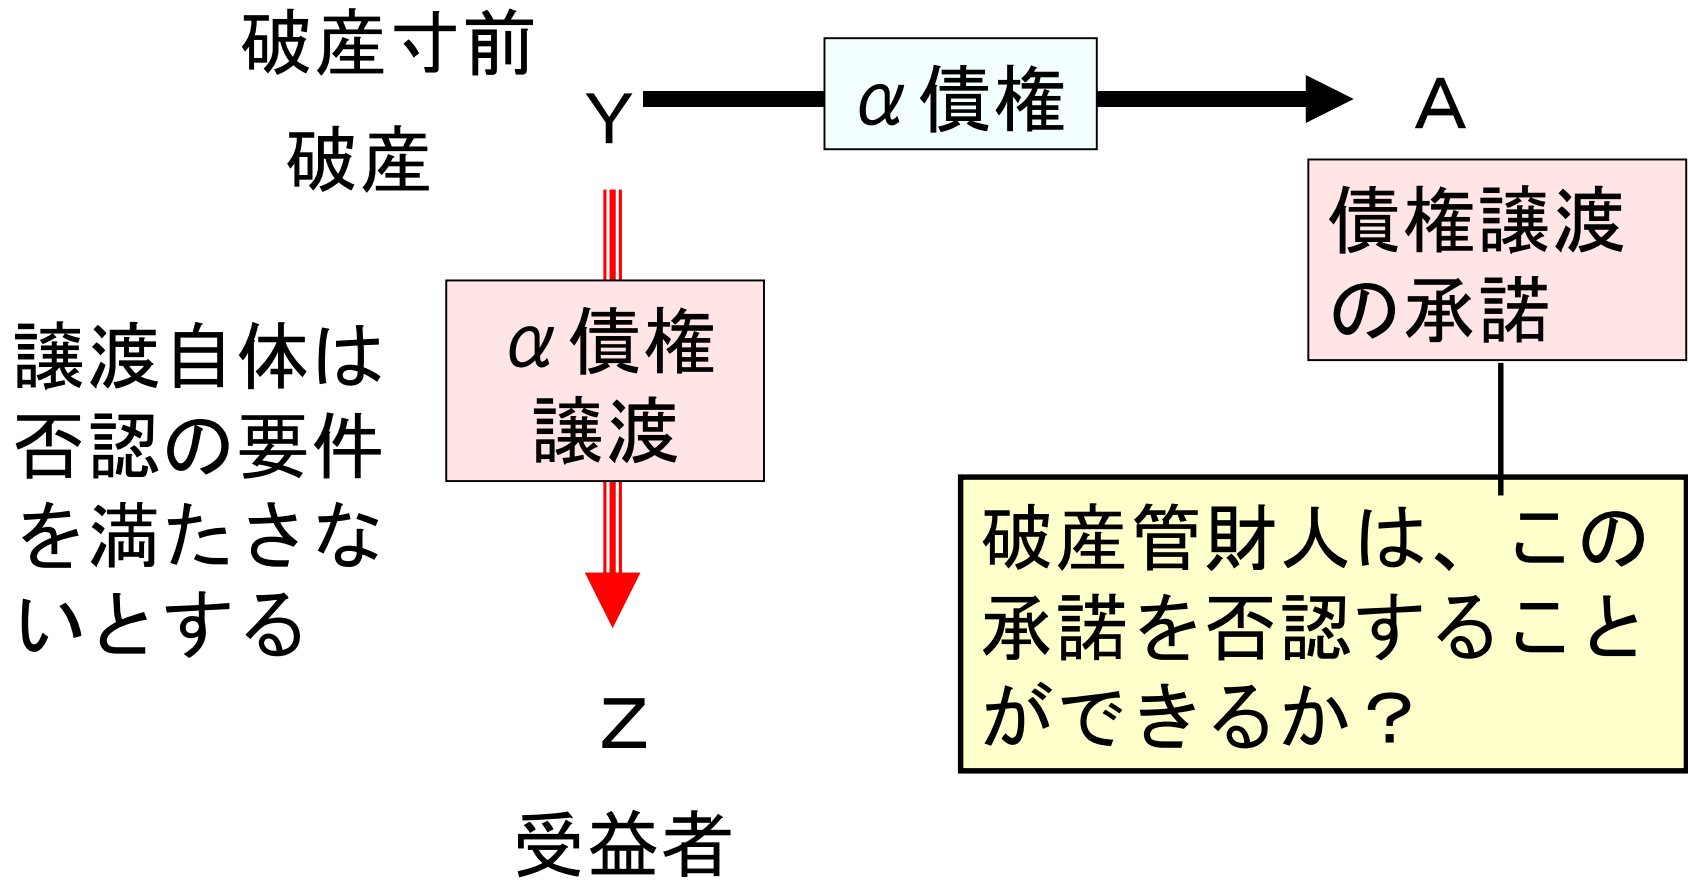 破産寸前
破産
Ｙ
α債権
Ａ
債権譲渡
の承諾
α債権
譲渡
譲渡自体は
否認の要件
を満たさな
いとする
破産管財人は、この
承諾を否認すること
ができるか？
Ｚ
受益者